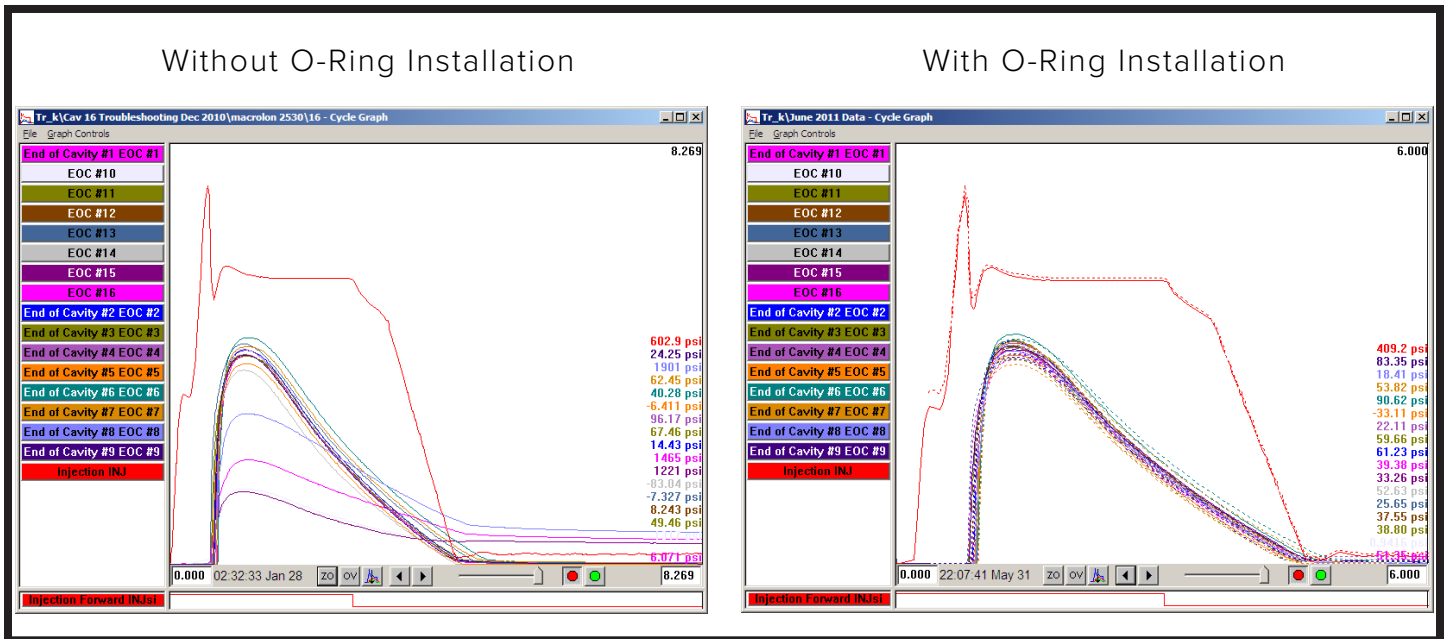 Without O-Ring Installation
Tr_k\Cav 16 Troubleshooting Dec 2010\macrolon 2530\16 - Cycle Graph
File Graph Controls
End of Cavity #1 EOC #1
EOC #10
EOC #11
EOC #12
EOC #13
EOC #14
EOC #15
EOC #16
End of Cavity #2 EOC #2
End of Cavity #3 EOC #3
End of Cavity #4 EOC #4
End of Cavity #5 EOC #5
End of Cavity #6 EOC #6
End of Cavity #7 EOC #7
End of Cavity #8 EOC #8
End of Cavity #9 EOC #9
Injection INJ
8.269
602.9 psi
24.25 psi
1901 psi
62.45 psi
40.28 psi
-6.411 psi
96.17 psi
67.46 psi
14.43 psi
1465 psi
1221 psi
-83.04 psi
-7.327 psi
8.243 psi
49.46 psi
6.071 psi
0.000 02:32:33 Jan 28 ZO OV 8.269
Injection Forward INJsi
With O-Ring Installation
Tr_k\June 2011 Data - Cycle Graph
File Graph Controls
End of Cavity #1 EOC #1
EOC #10
EOC #11
EOC #12
EOC #13
EOC #14
EOC #15
EOC #16
End of Cavity #2 EOC #2
End of Cavity #3 EOC #3
End of Cavity #4 EOC #4
End of Cavity #5 EOC #5
End of Cavity #6 EOC #6
End of Cavity #7 EOC #7
End of Cavity #8 EOC #8
End of Cavity #9 EOC #9
Injection INJ
6.000
409.2 psi
83.35 psi
18.41 psi
53.82 psi
90.62 psi
-33.11 psi
22.11 psi
59.66 psi
61.23 psi
39.38 psi
33.26 psi
52.63 psi
25.65 psi
37.55 psi
38.80 psi
51.35 psi
0.000 22:07:41 May 31 ZO OV 6.000
Injection Forward INJsi